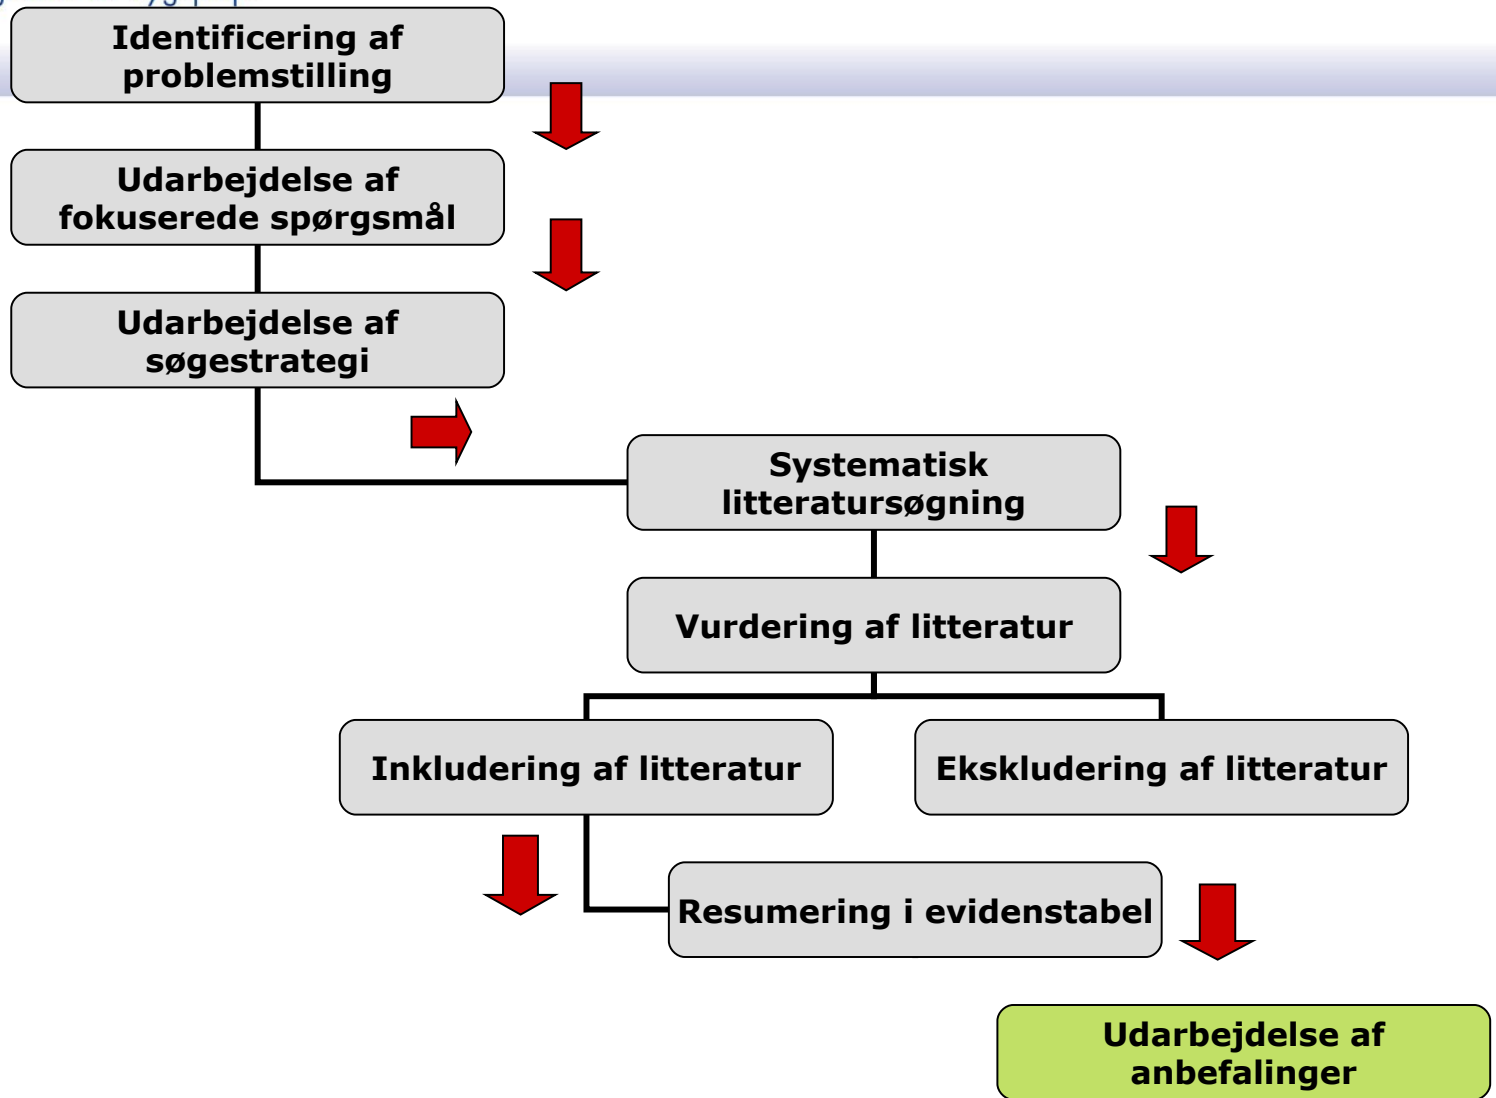 Identificering af
problemstilling
Udarbejdelse af
fokuserede spørgsmål
Udarbejdelse af
søgestrategi
Systematisk
litteratursøgning
Vurdering af litteratur
Inkludering af litteratur
Ekskludering af litteratur
Resumering i evidenstabel
Udarbejdelse af
anbefalinger